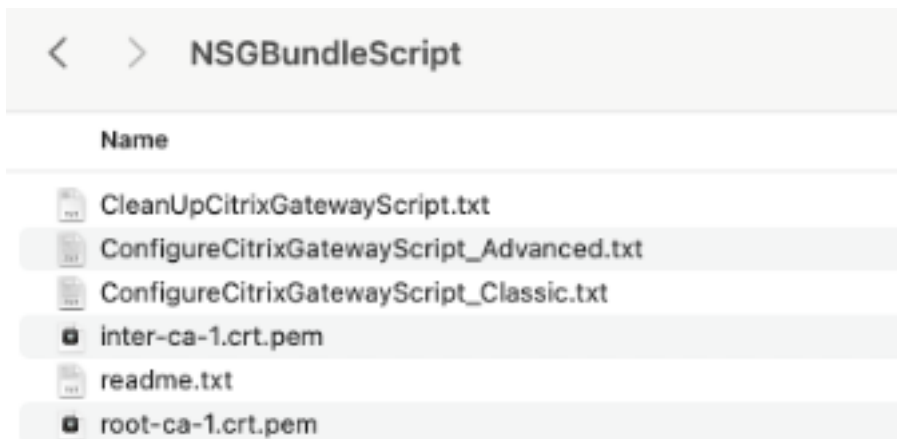 NSGBundleScript
Name
CleanUpCitrixGatewayScript.txt
ConfigureCitrixGatewayScript_Advanced.txt
ConfigureCitrixGatewayScript_Classic.txt
inter-ca-1.crt.pem
readme.txt
root-ca-1.crt.pem